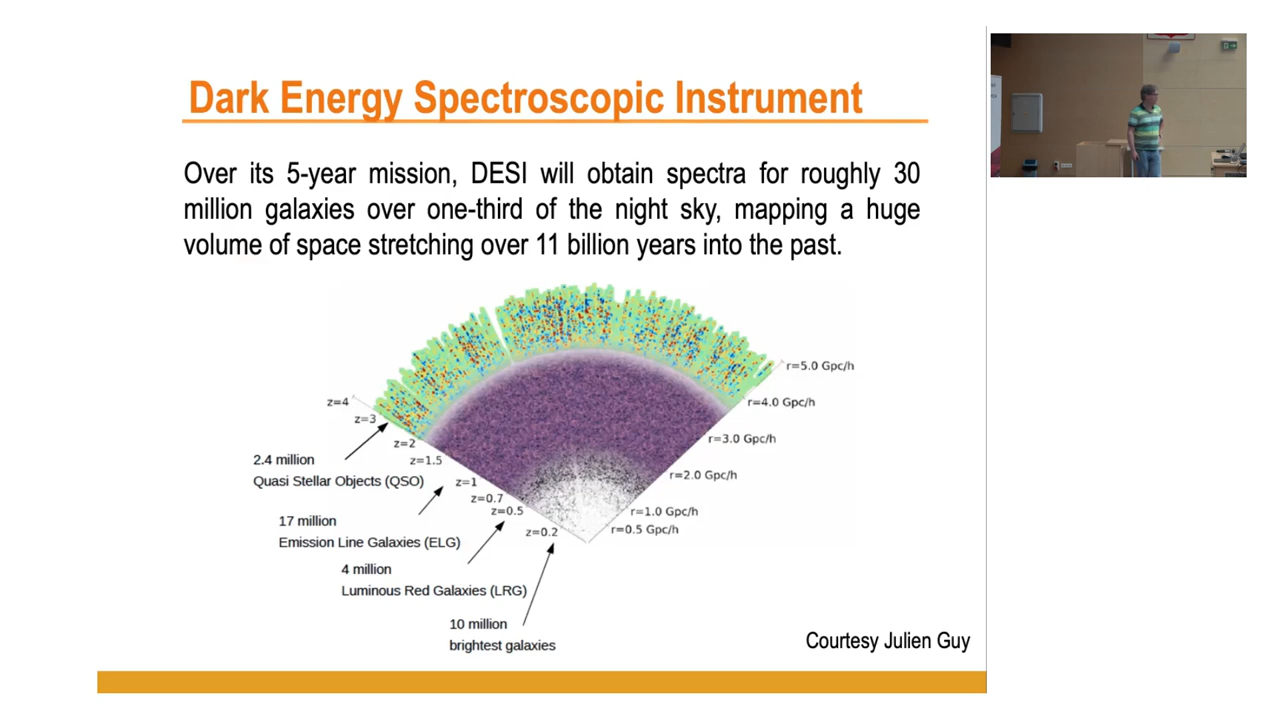 Dark Energy Spectroscopic Instrument
Over its 5-year mission, DESI will obtain spectra for roughly 30
million galaxies over one-third of the night sky, mapping a huge
volume of space stretching over 11 billion years into the past.
z=4
z=3
z=2
z=1.5
z=1
z=0.7
z=0.5
z=0.2
r=5.0 Gpc/h
r=4.0 Gpc/h
r=3.0 Gpc/h
r=2.0 Gpc/h
r=1.0 Gpc/h
r=0.5 Gpc/h
2.4 million
Quasi Stellar Objects (QSO)
17 million
Emission Line Galaxies (ELG)
4 million
Luminous Red Galaxies (LRG)
10 million
brightest galaxies
Courtesy Julien Guy